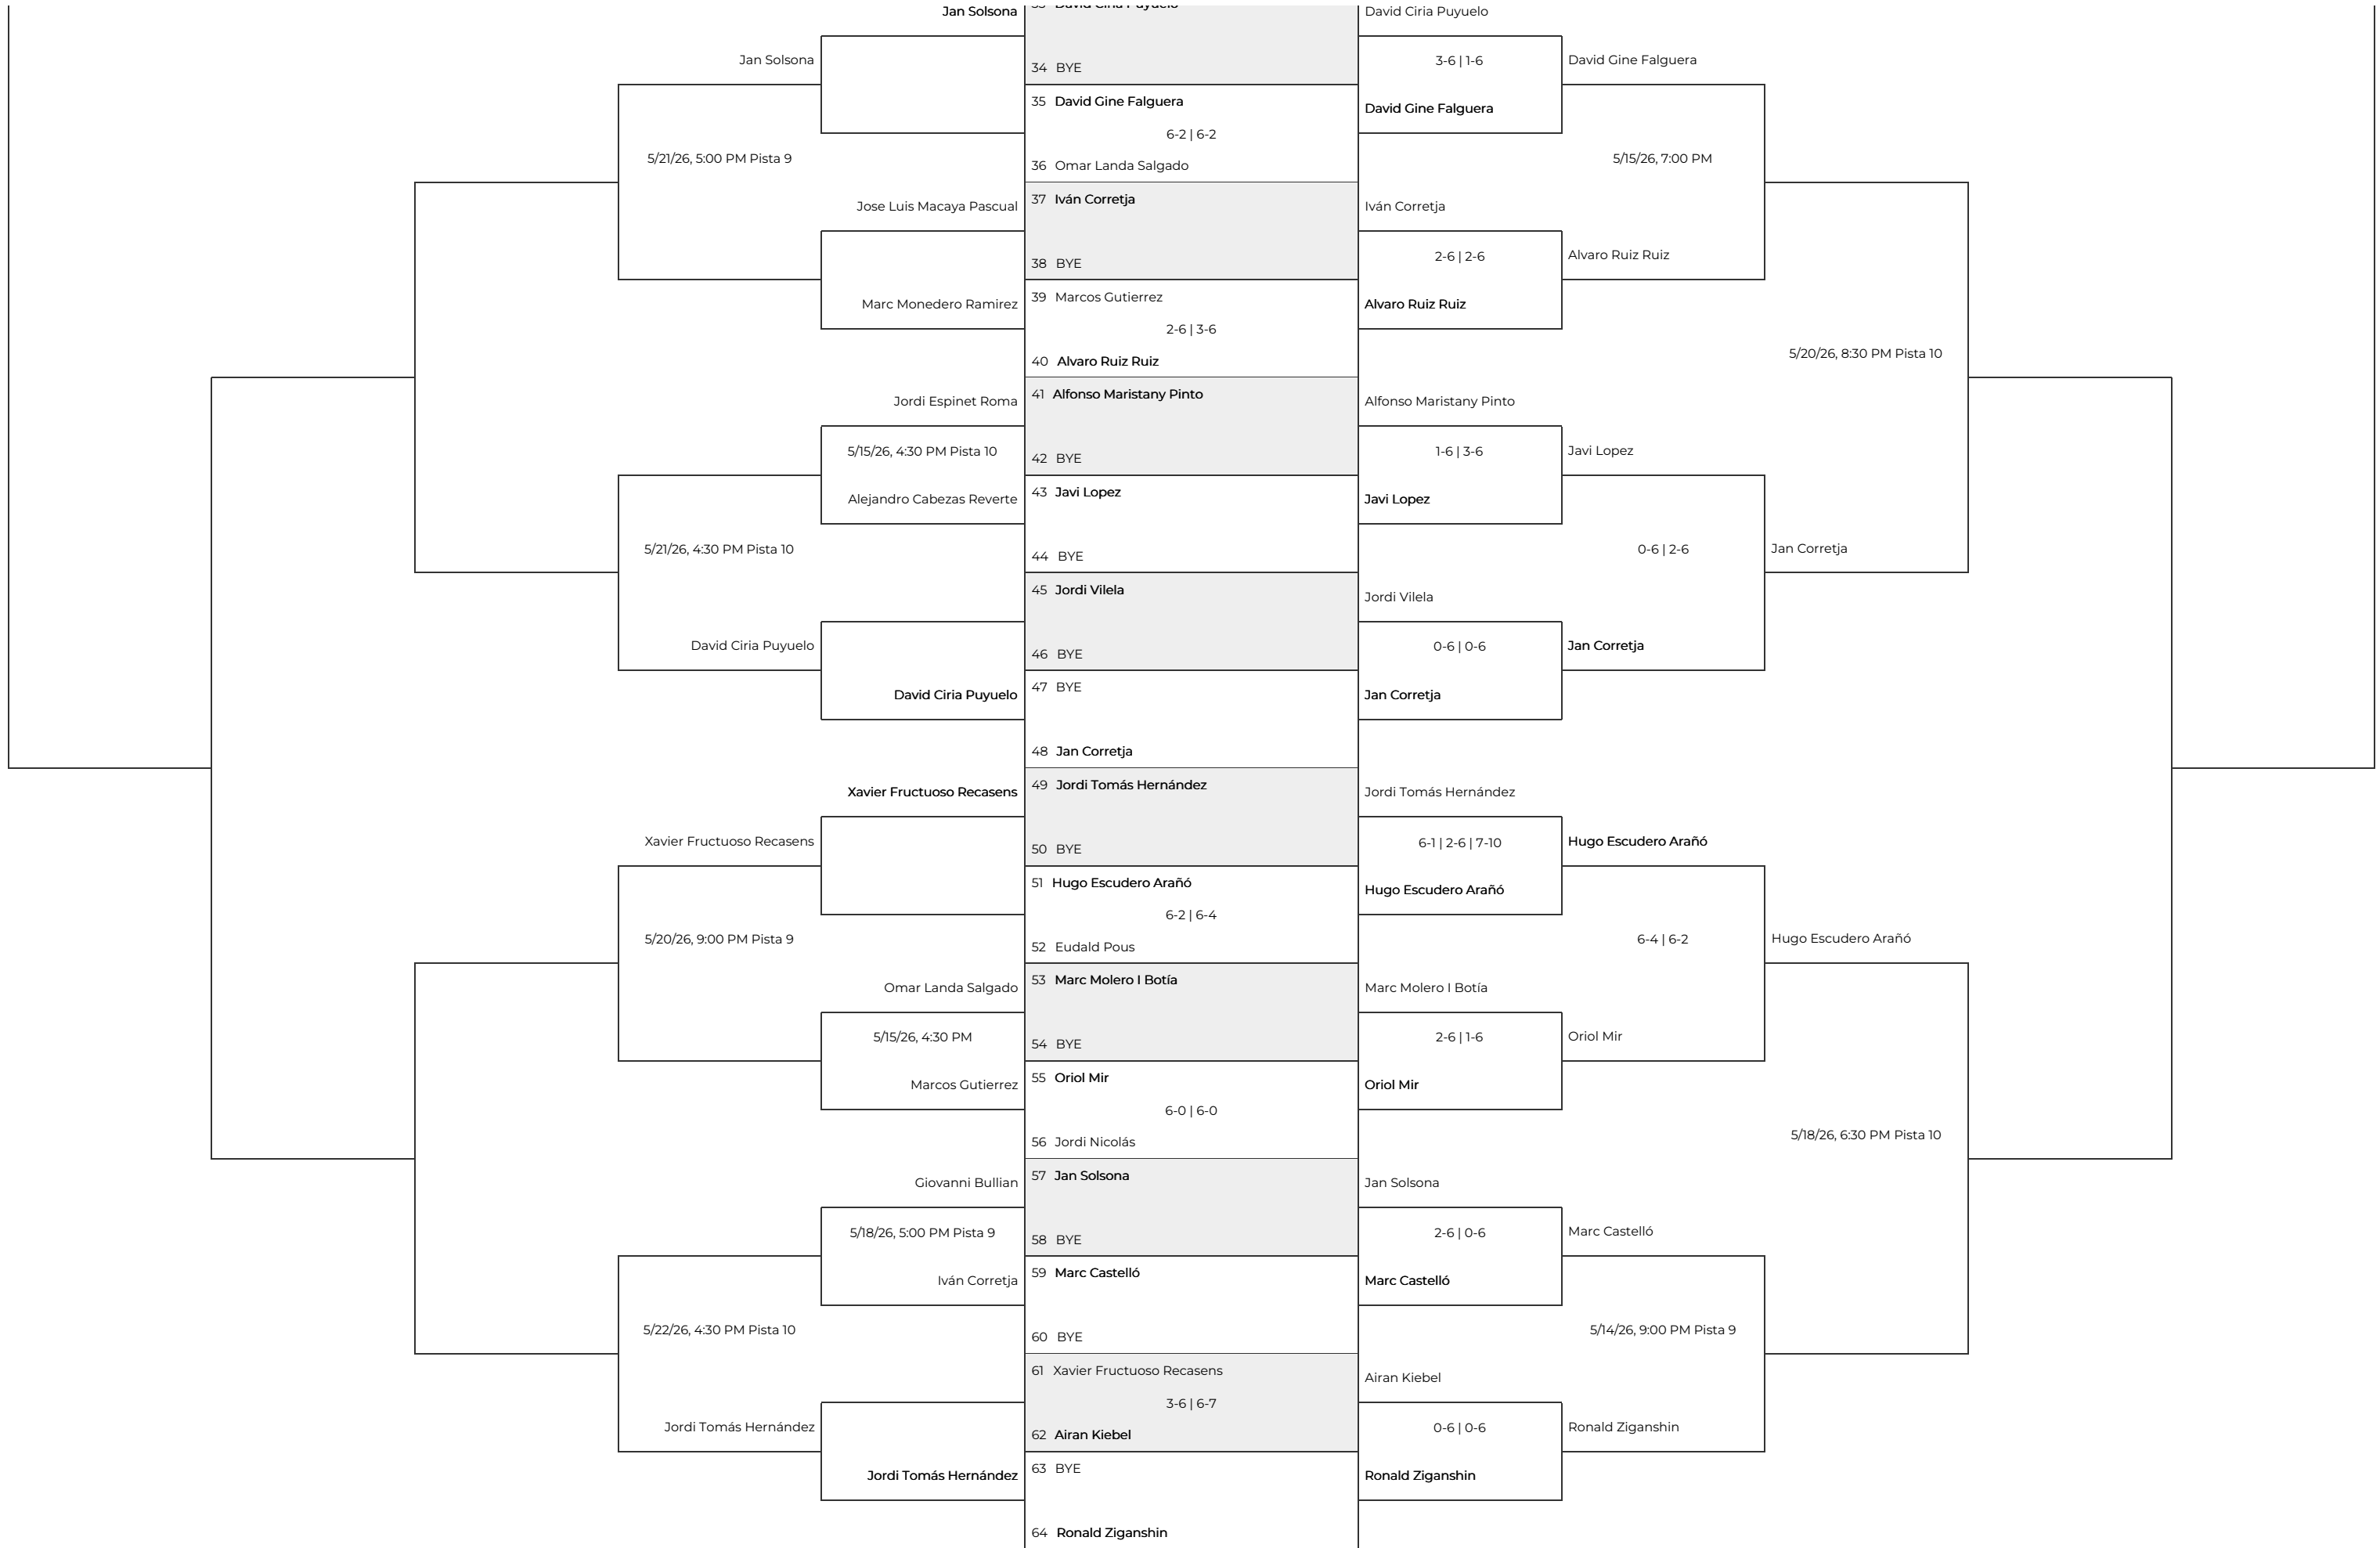 Jan Solsona
33 David Ciria Puyuelo
David Ciria Puyuelo
Jan Solsona
34 BYE
3-6 | 1-6
David Gine Falguera
35 David Gine Falguera
David Gine Falguera
6-2 | 6-2
5/21/26, 5:00 PM Pista 9
36 Omar Landa Salgado
5/15/26, 7:00 PM
Jose Luis Macaya Pascual
37 Iván Corretja
Iván Corretja
38 BYE
2-6 | 2-6
Alvaro Ruiz Ruiz
Marc Monedero Ramirez
39 Marcos Gutierrez
Alvaro Ruiz Ruiz
2-6 | 3-6
40 Alvaro Ruiz Ruiz
5/20/26, 8:30 PM Pista 10
Jordi Espinet Roma
41 Alfonso Maristany Pinto
Alfonso Maristany Pinto
5/15/26, 4:30 PM Pista 10
42 BYE
1-6 | 3-6
Javi Lopez
Alejandro Cabezas Reverte
43 Javi Lopez
Javi Lopez
5/21/26, 4:30 PM Pista 10
44 BYE
0-6 | 2-6
Jan Corretja
45 Jordi Vilela
Jordi Vilela
David Ciria Puyuelo
46 BYE
0-6 | 0-6
Jan Corretja
David Ciria Puyuelo
47 BYE
Jan Corretja
48 Jan Corretja
Xavier Fructuoso Recasens
49 Jordi Tomás Hernández
Jordi Tomás Hernández
Xavier Fructuoso Recasens
50 BYE
6-1 | 2-6 | 7-10
Hugo Escudero Arañó
51 Hugo Escudero Arañó
Hugo Escudero Arañó
6-2 | 6-4
5/20/26, 9:00 PM Pista 9
52 Eudald Pous
6-4 | 6-2
Hugo Escudero Arañó
Omar Landa Salgado
53 Marc Molero I Botía
Marc Molero I Botía
5/15/26, 4:30 PM
54 BYE
2-6 | 1-6
Oriol Mir
Marcos Gutierrez
55 Oriol Mir
Oriol Mir
6-0 | 6-0
56 Jordi Nicolás
5/18/26, 6:30 PM Pista 10
Giovanni Bullian
57 Jan Solsona
Jan Solsona
5/18/26, 5:00 PM Pista 9
58 BYE
2-6 | 0-6
Marc Castelló
Iván Corretja
59 Marc Castelló
Marc Castelló
5/22/26, 4:30 PM Pista 10
60 BYE
5/14/26, 9:00 PM Pista 9
61 Xavier Fructuoso Recasens
Airan Kiebel
3-6 | 6-7
Jordi Tomás Hernández
62 Airan Kiebel
0-6 | 0-6
Ronald Ziganshin
Jordi Tomás Hernández
63 BYE
Ronald Ziganshin
64 Ronald Ziganshin